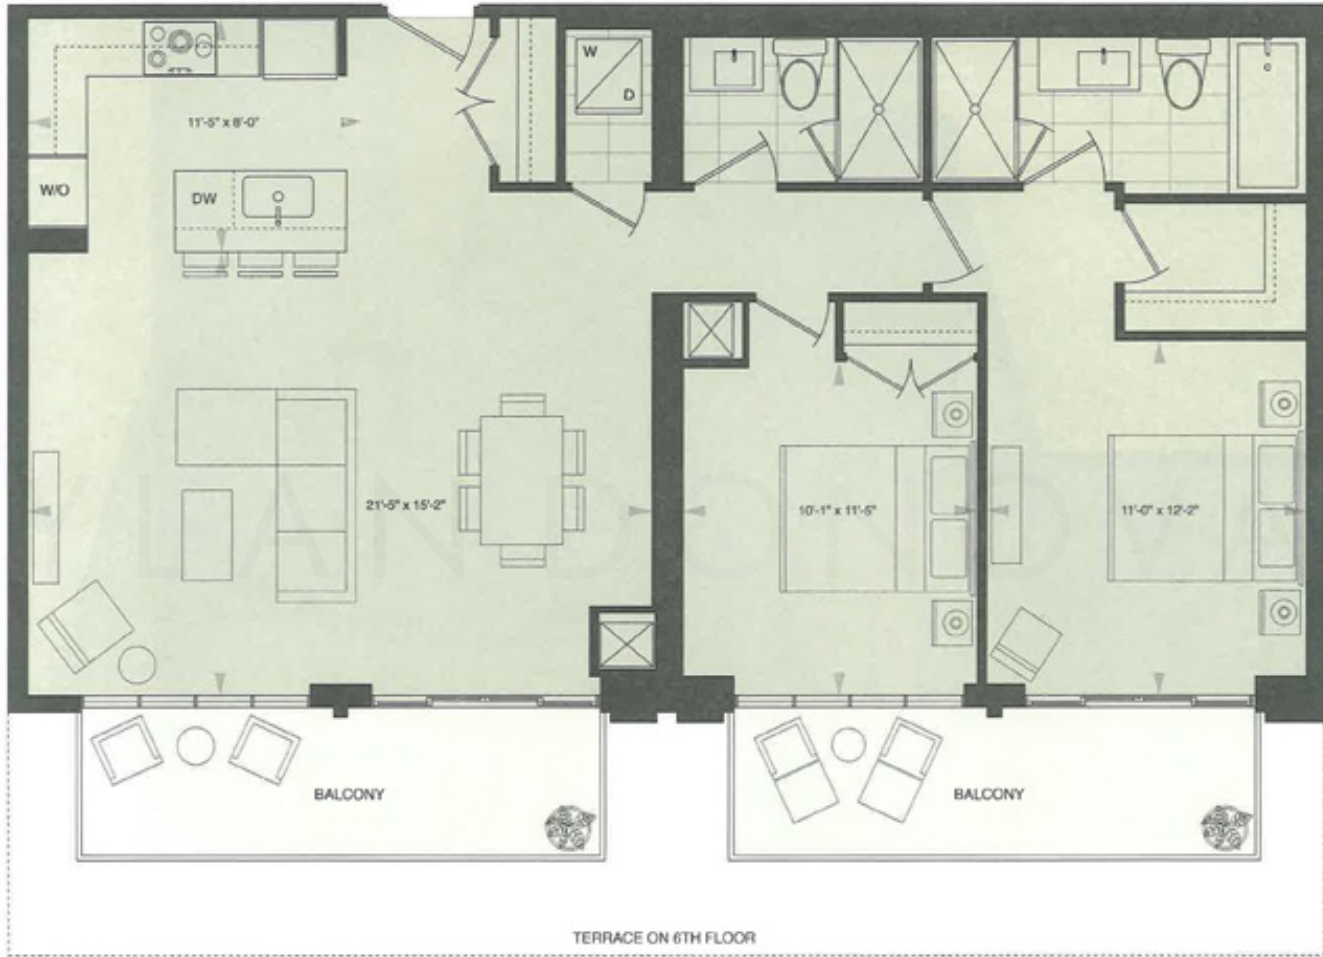 W
D
11'-5" x 8'-0"
W/O
DW
21'-5" x 15'-2"
10'-1" x 11'-5"
11'-0" x 12'-2"
LANDONOVA
BALCONY
BALCONY
TERRACE ON 6TH FLOOR